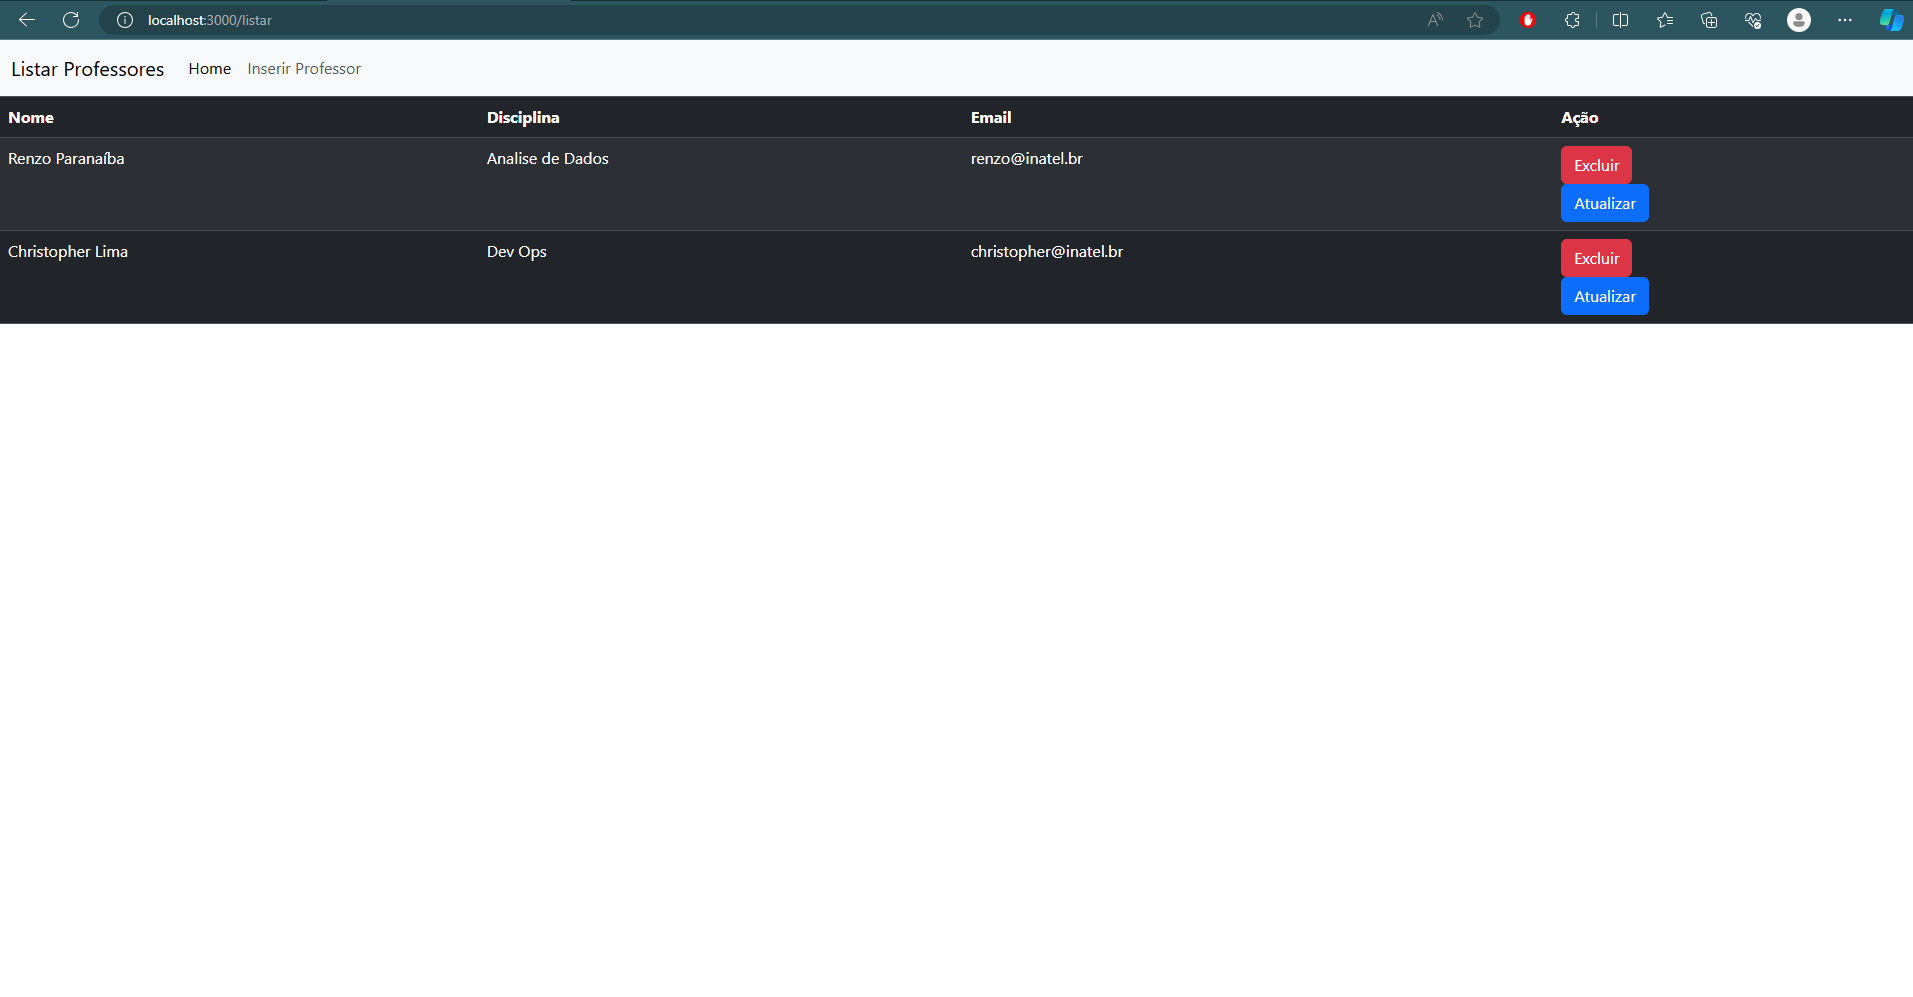 localhost:3000/listar
Listar Professores Home Inserir Professor
Nome Disciplina Email Ação
Renzo Paranaíba Analise de Dados renzo@inatel.br Excluir
Atualizar
Christopher Lima Dev Ops christopher@inatel.br Excluir
Atualizar